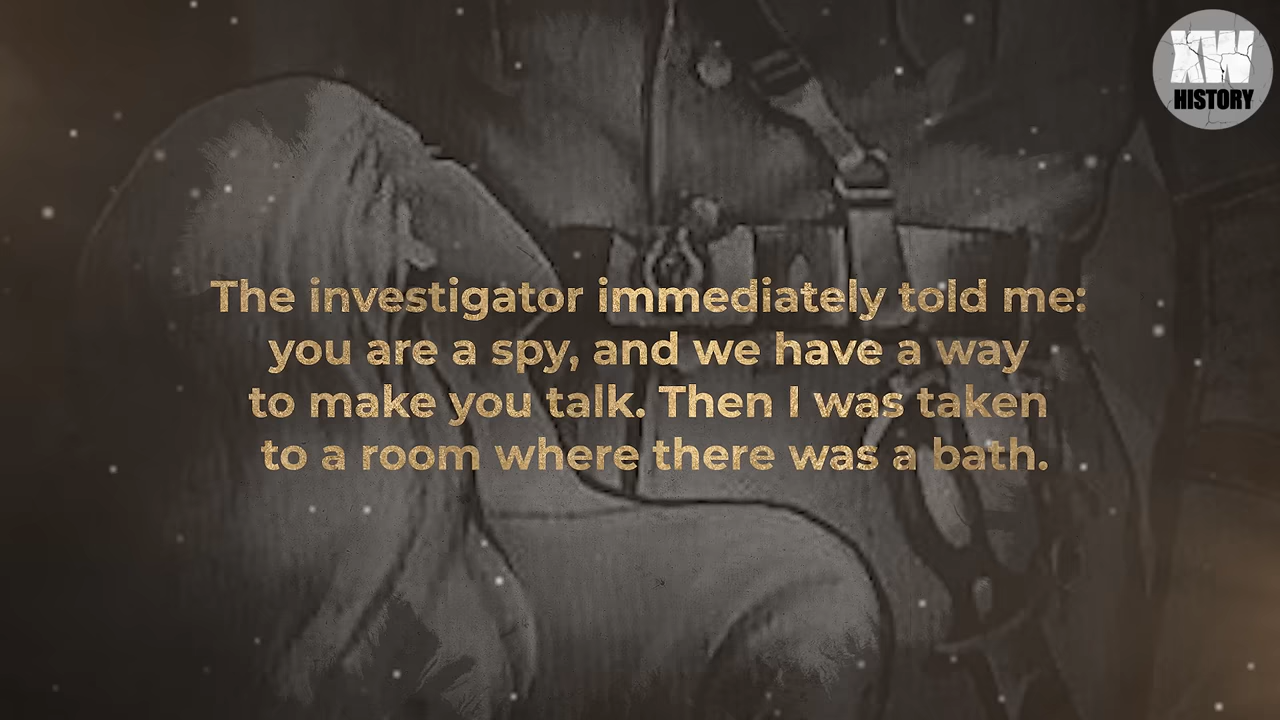 XW
HISTORY
The investigator immediately told me:
you are a spy, and we have a way
to make you talk. Then I was taken
to a room where there was a bath.